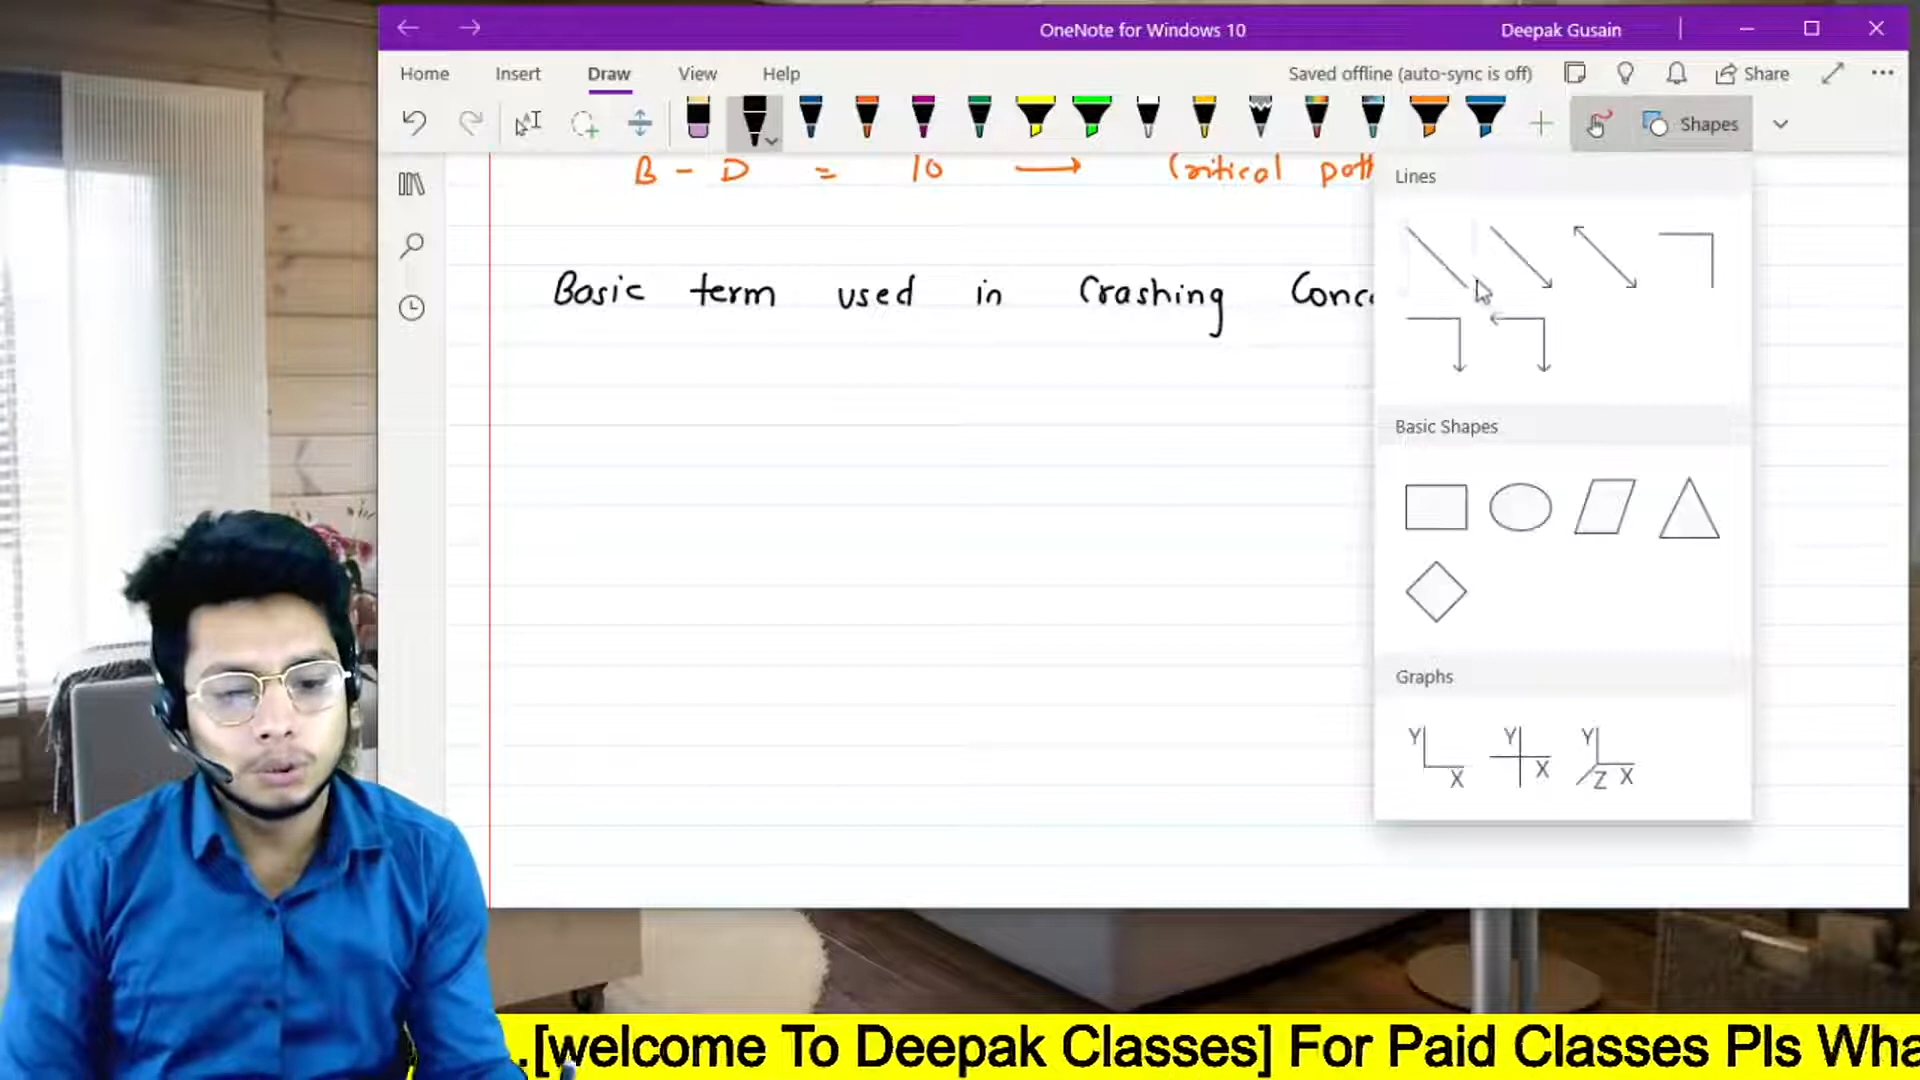 OneNote for Windows 10
Deepak Gusain
Home
Insert
Draw
View
Help
Saved offline (auto-sync is off)
Share
Shapes
B - D = 10 → Critical path
Basic term used in Crashing Conc
Lines
Basic Shapes
Graphs
Y
X
Y
X
Y
Z X
.[welcome To Deepak Classes] For Paid Classes Pls Wha